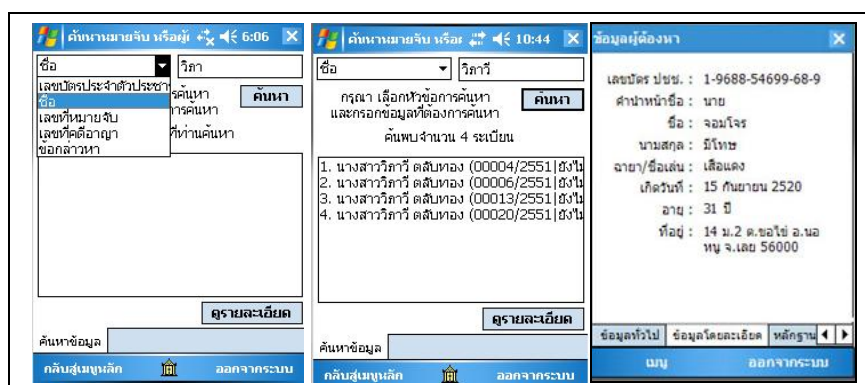 ค้นหาหมายจับ หรือผู้ 6:06
ชื่อ
วิภา
เลขบัตรประจำตัวประชา
ชื่อ
เลขที่หมายจับ
เลขที่คดีอาญา
ข้อกล่าวหา
รค้นหา
ารค้นหา
ที่ท่านค้นหา
ค้นหา
ดูรายละเอียด
ค้นหาข้อมูล
กลับสู่เมนูหลัก
ออกจากระบบ
ค้นหาหมายจับ หรือ 10:44
ชื่อ
วิภาวี
กรุณา เลือกหัวข้อการค้นหา
และกรอกข้อมูลที่ต้องการค้นหา
ค้นหา
ค้นพบจำนวน 4 ระเบียน
1. นางสาววิภาวี ตลับทอง (00004/2551|ยังไ
2. นางสาววิภาวี ตลับทอง (00006/2551|ยังไ
3. นางสาววิภาวี ตลับทอง (00013/2551|ยังไ
4. นางสาววิภาวี ตลับทอง (00020/2551|ยังไ
ดูรายละเอียด
ค้นหาข้อมูล
กลับสู่เมนูหลัก
ออกจากระบบ
ข้อมูลผู้ต้องหา
เลขบัตร ปชช. : 1-9688-54699-68-9
คำนำหน้าชื่อ : นาย
ชื่อ : จอมโจร
นามสกุล : มีโทษ
ฉายา/ชื่อเล่น : เสือแดง
เกิดวันที่ : 15 กันยายน 2520
อายุ : 31 ปี
ที่อยู่ : 14 ม.2 ต.ขอไข่ อ.นอ
หนู จ.เลย 56000
ข้อมูลทั่วไป ข้อมูลโดยละเอียด หลักฐาน
เมนู
ออกจากระบบ